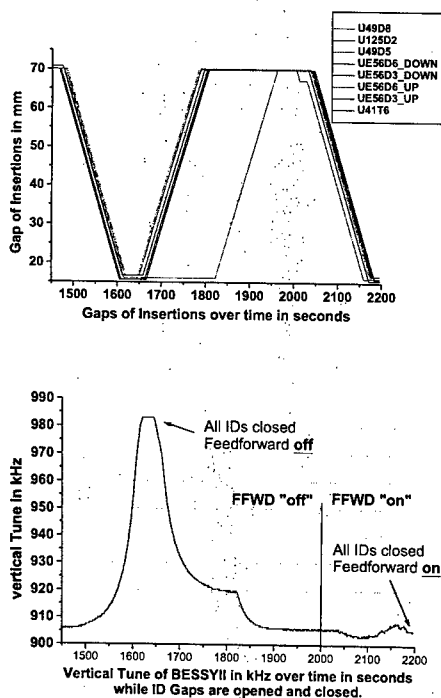 U49D8
U125D2
U49D5
UE56D6_DOWN
UE56D3_DOWN
UE56D6_UP
UE56D3_UP
U41T6
Gap of Insertions in mm
70
60
50
40
30
20
1500
1600
1700
1800
1900
2000
2100
2200
Gaps of Insertions over time in seconds
vertical Tune in kHz
990
980
970
960
950
940
930
920
910
900
All IDs closed
Feedforward off
FFWD "off"
FFWD "on"
All IDs closed
Feedforward on
1500
1600
1700
1800
1900
2000
2100
2200
Vertical Tune of BESSYII in kHz over time in seconds
while ID Gaps are opened and closed.